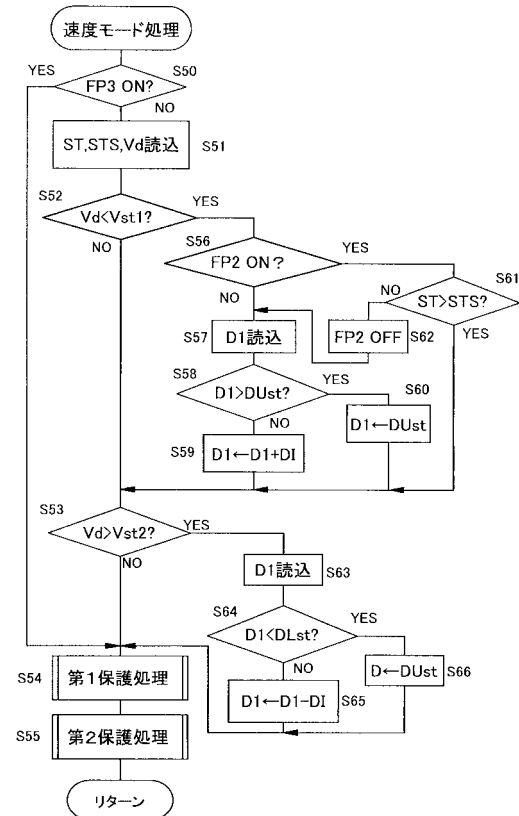 速度モード処理
YES
S50
FP3 ON?
NO
ST,STS,Vd読込
S51
S52
YES
Vd<Vst1?
NO
S56
YES
FP2 ON？
S61
NO
NO
ST>STS?
S57
D1読込
FP2 OFF
S62
YES
S58
YES
S60
D1>DUst?
D1←DUst
NO
S59
D1←D1+DI
S53
YES
Vd>Vst2?
NO
D1読込
S63
S64
YES
D1<DLst?
NO
D←DUst
S66
S54
第1保護処理
D1←D1-DI
S65
S55
第2保護処理
リターン